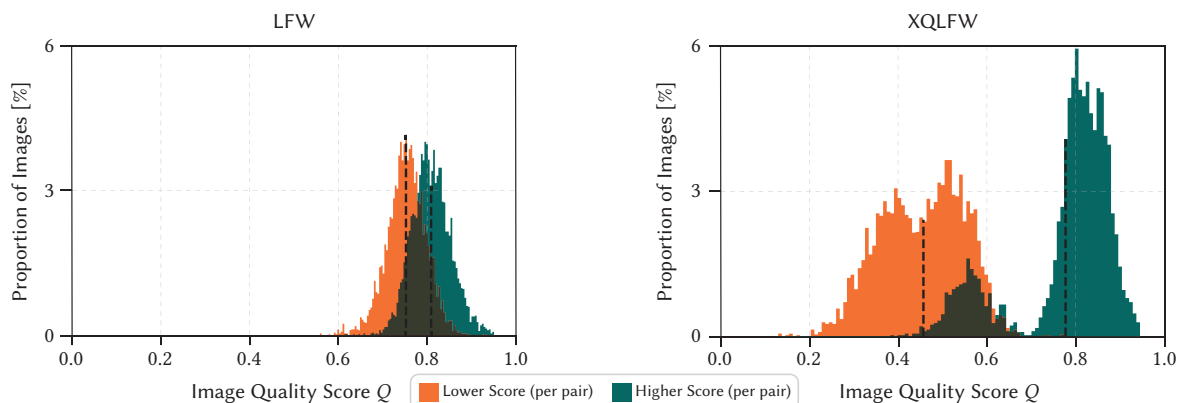 LFW
Proportion of Images [%]
6
3
0
0.0 0.2 0.4 0.6 0.8 1.0
Image Quality Score Q
XQLFW
Proportion of Images [%]
6
3
0
0.0 0.2 0.4 0.6 0.8 1.0
Image Quality Score Q
Lower Score (per pair) Higher Score (per pair)